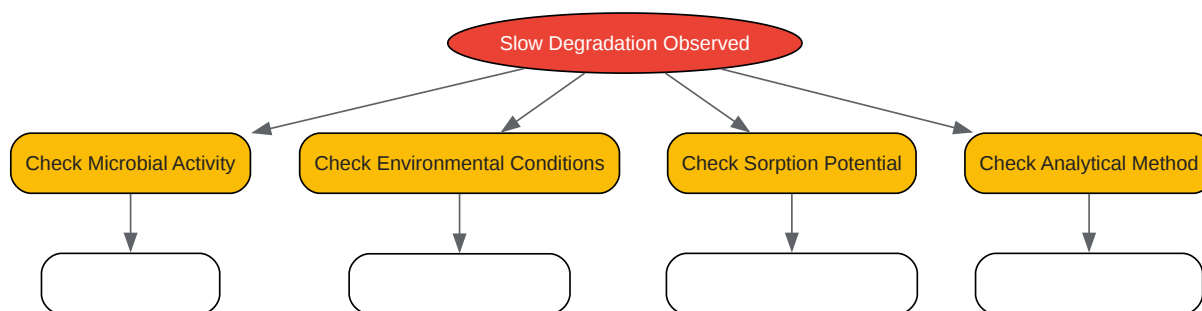 Slow Degradation Observed
Check Microbial Activity
Check Environmental Conditions
Check Sorption Potential
Check Analytical Method